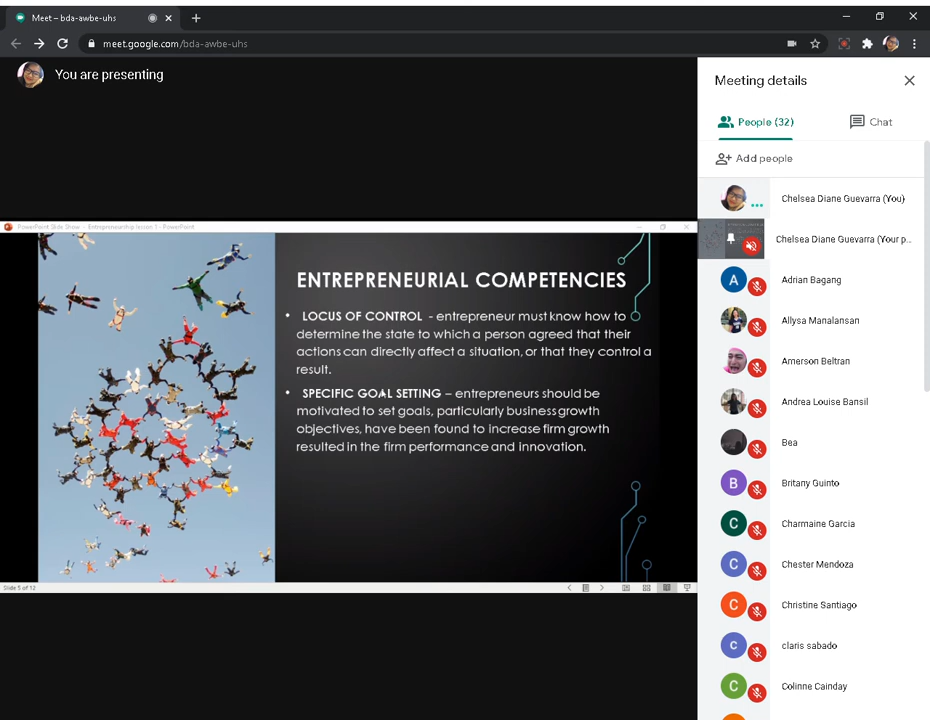 Meet – bda-awbe-uhs
meet.google.com/bda-awbe-uhs
You are presenting
PowerPoint Slide Show - Entrepreneurship lesson 1 - PowerPoint
ENTREPRENEURIAL COMPETENCIES
• LOCUS OF CONTROL - entrepreneur must know how to
determine the state to which a person agreed that their
actions can directly affect a situation, or that they control a
result.
• SPECIFIC GOAL SETTING – entrepreneurs should be
motivated to set goals, particularly business growth
objectives, have been found to increase firm growth
resulted in the firm performance and innovation.
Slide 5 of 12
Meeting details
People (32)
Chat
Add people
Chelsea Diane Guevarra (You)
Chelsea Diane Guevarra (Your p...
A
Adrian Bagang
Allysa Manalansan
Amerson Beltran
Andrea Louise Bansil
Bea
B
Britany Guinto
C
Charmaine Garcia
C
Chester Mendoza
C
Christine Santiago
c
claris sabado
C
Colinne Cainday